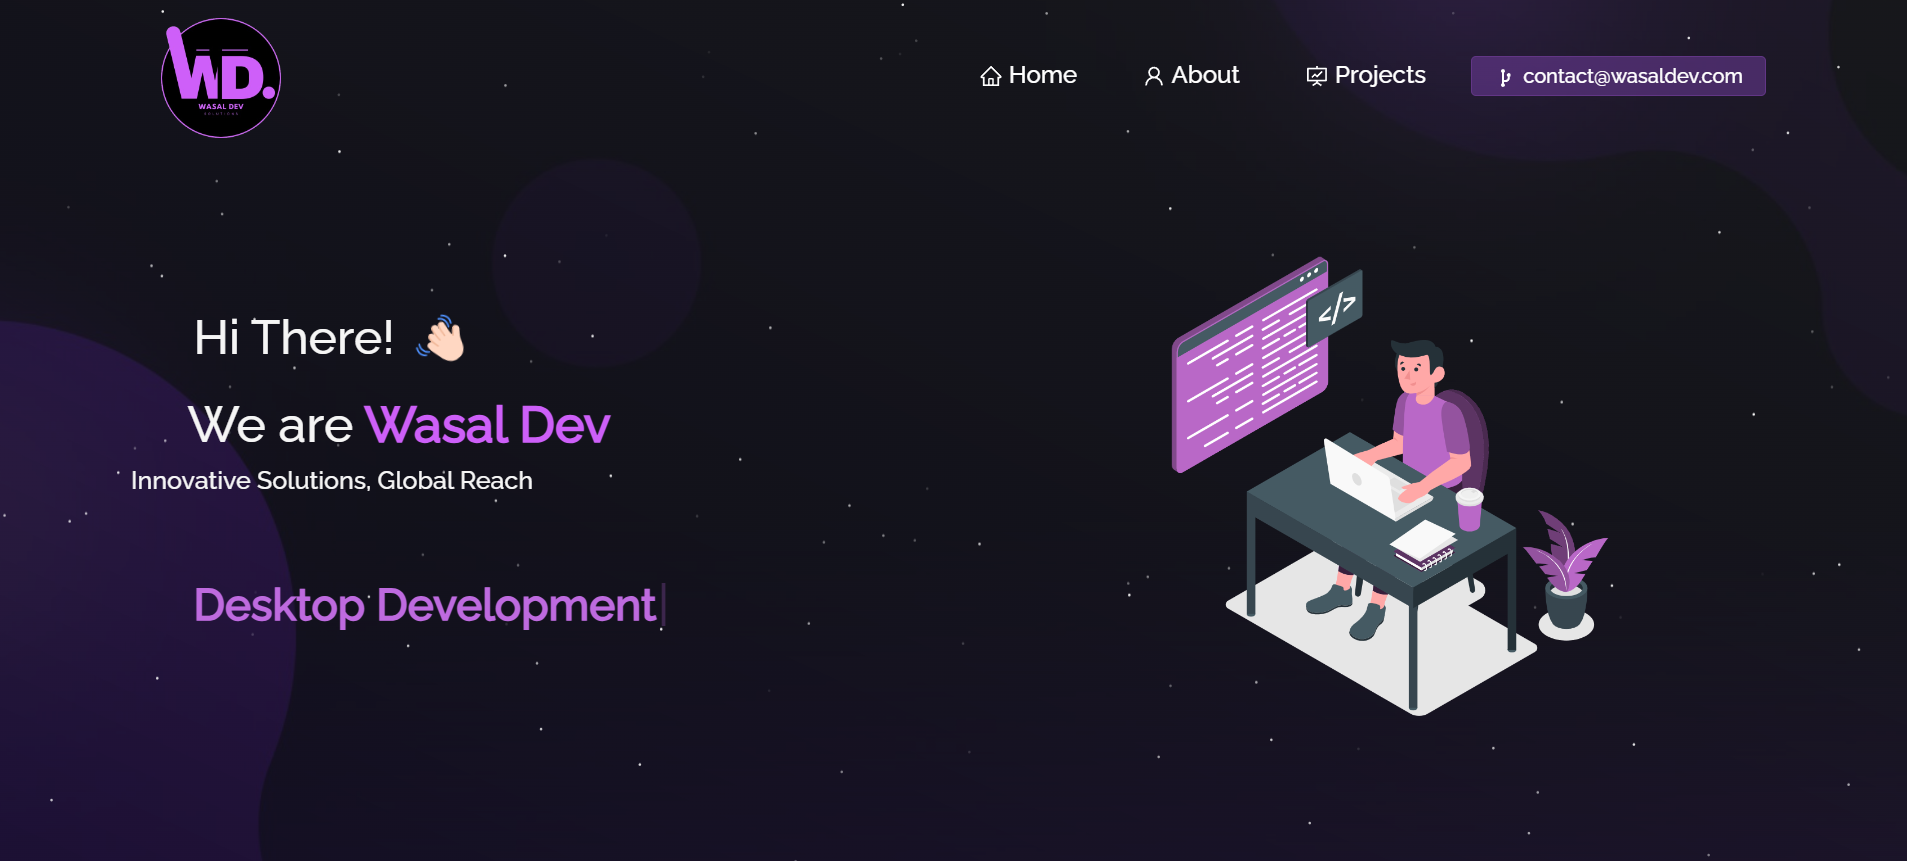 WD.
WASAL DEV
SOLUTIONS
Home
About
Projects
contact@wasaldev.com
Hi There! 👋🏻
We are Wasal Dev
Innovative Solutions, Global Reach
Desktop Development
</>